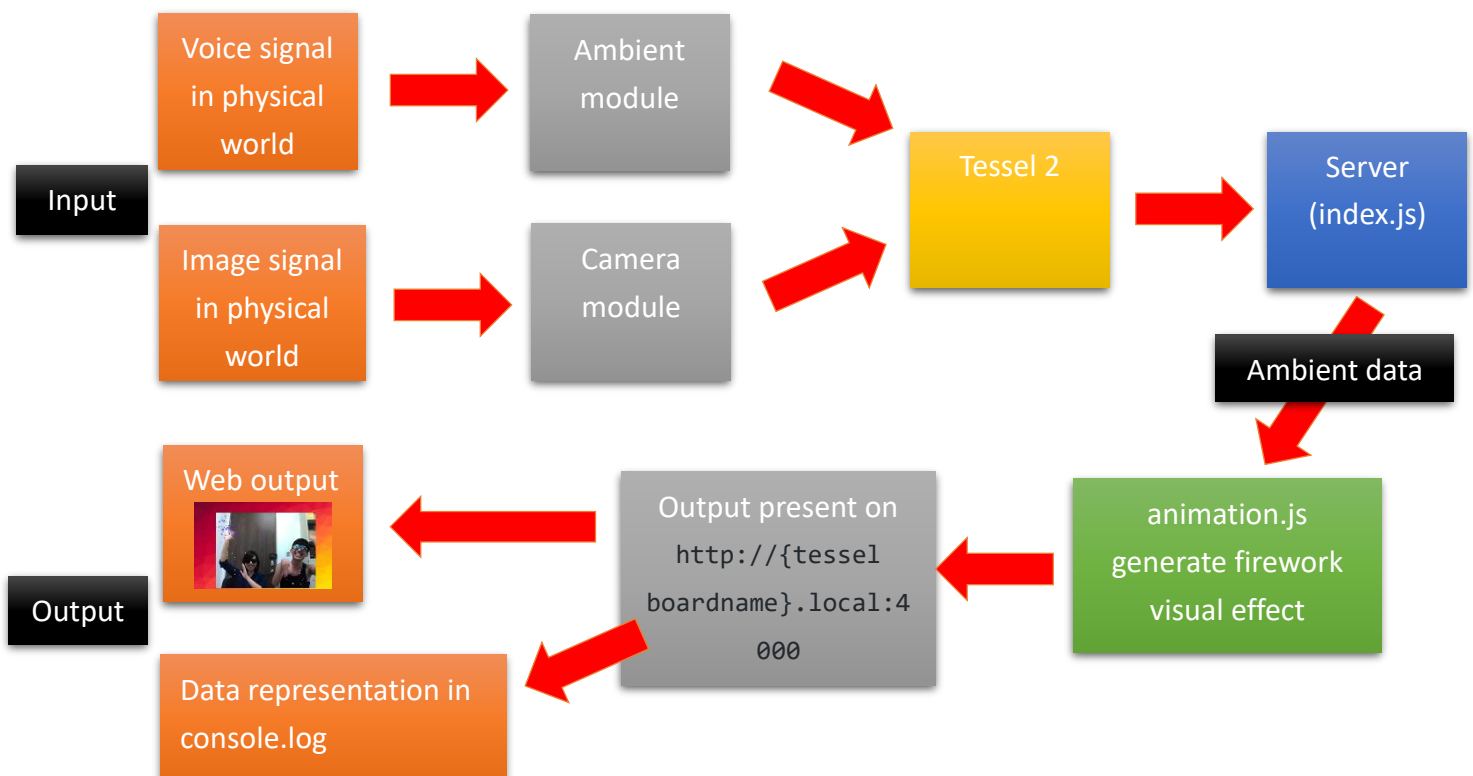 Voice signal
in physical
world
Ambient
module
Input
Tessel 2
Server
(index.js)
Image signal
in physical
world
Camera
module
Ambient data
Web output
Output present on
http://{tessel
boardname}.local:4
000
animation.js
generate firework
visual effect
Output
Data representation in
console.log